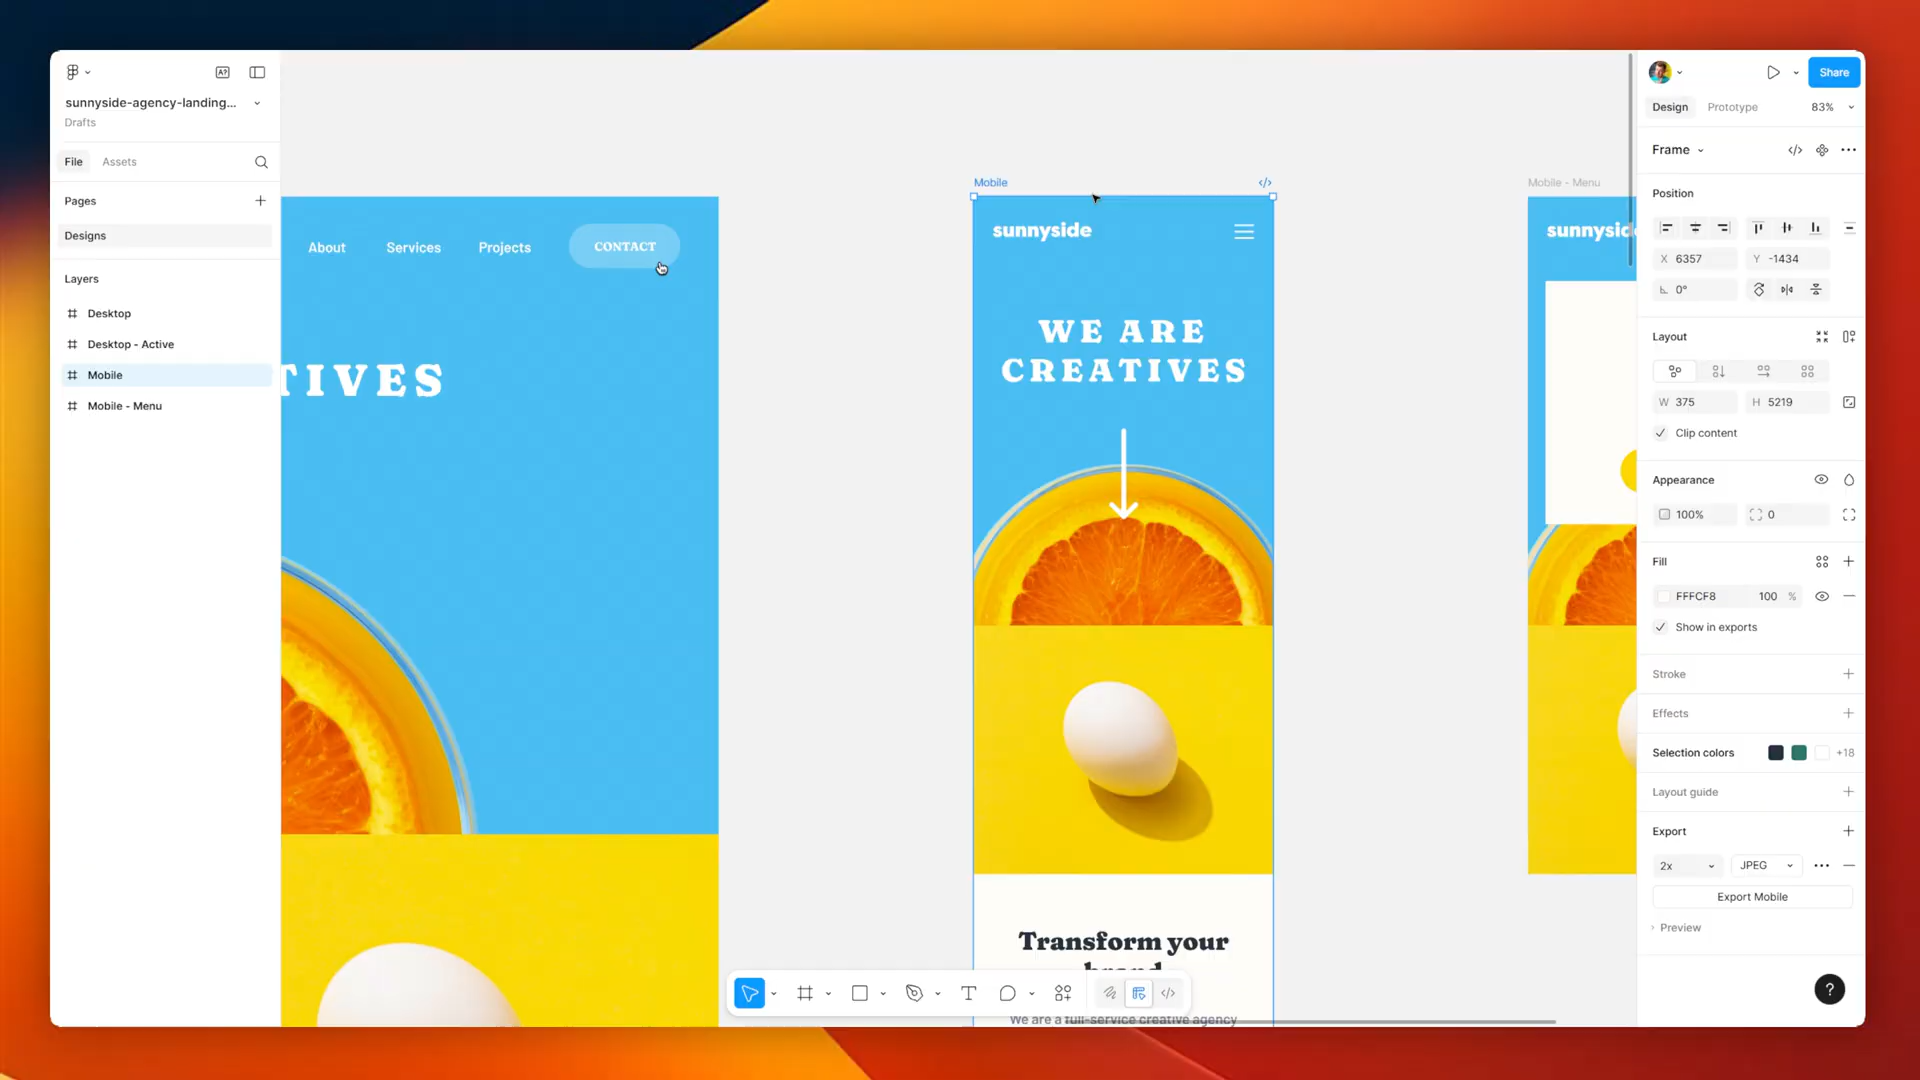 sunnyside-agency-landing...
Drafts
File
Assets
Pages
Designs
Layers
Desktop
Desktop - Active
Mobile
Mobile - Menu
About
Services
Projects
CONTACT
TIVES
Mobile
sunnyside
WE ARE
CREATIVES
Transform your
brand
We are a full-service creative agency
Mobile - Menu
sunnysid
Share
Design
Prototype
83%
Frame
Position
X 6357
Y -1434
0°
Layout
W 375
H 5219
Clip content
Appearance
100%
0
Fill
FFFCF8
100 %
Show in exports
Stroke
Effects
Selection colors
+18
Layout guide
Export
2x
JPEG
Export Mobile
Preview
?